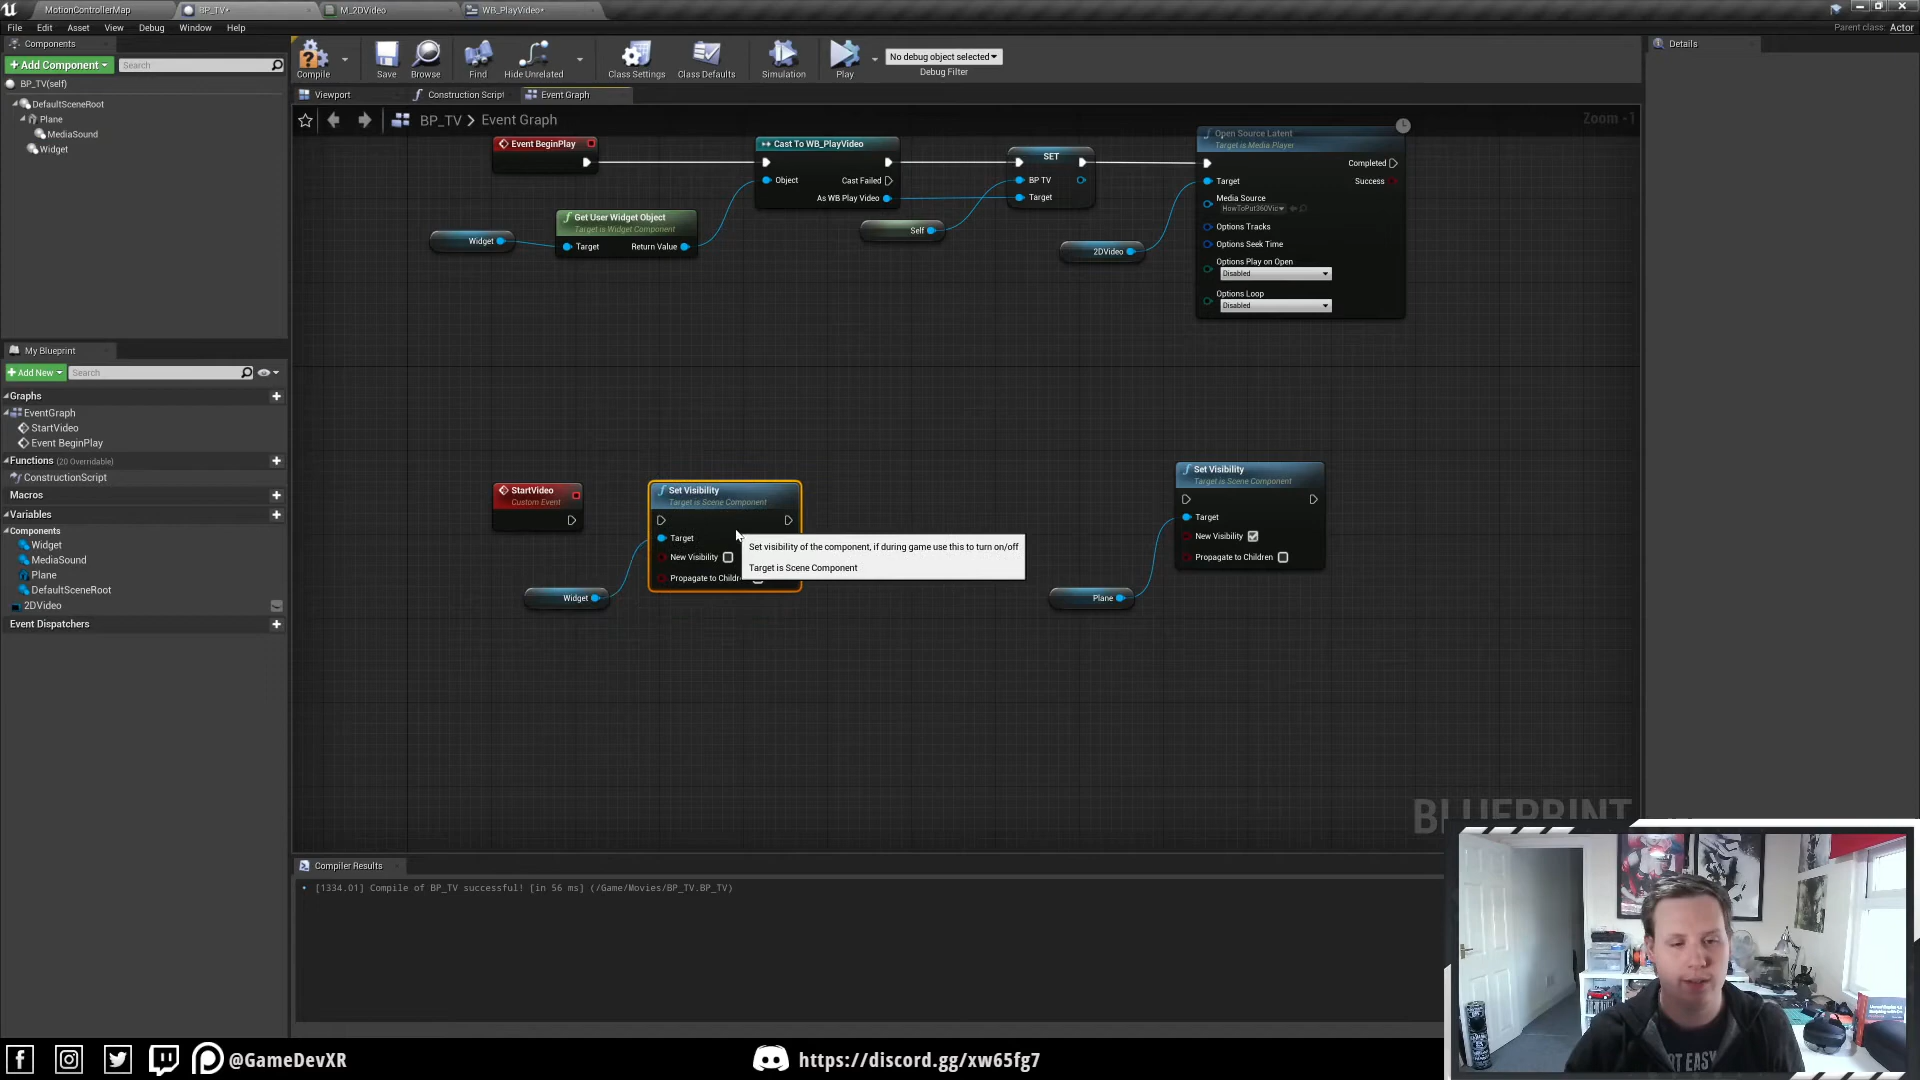 MotionControllerMap
BP_TV*
M_2DVideo
WB_PlayVideo*
File Edit Asset View Debug Window Help
Parent class: Actor
Components
+ Add Component
Search
BP_TV(self)
DefaultSceneRoot
Plane
MediaSound
Widget
My Blueprint
+ Add New
Search
Graphs
EventGraph
StartVideo
Event BeginPlay
Functions (20 Overridable)
ConstructionScript
Macros
Variables
Components
Widget
MediaSound
Plane
DefaultSceneRoot
2DVideo
Event Dispatchers
Compile
Save
Browse
Find
Hide Unrelated
Class Settings
Class Defaults
Simulation
Play
No debug object selected
Debug Filter
Viewport
Construction Scrip
Event Graph
BP_TV > Event Graph
Zoom -1
Event BeginPlay
Cast To WB_PlayVideo
Object
Cast Failed
As WB Play Video
Get User Widget Object
Target is Widget Component
Target
Return Value
Widget
SET
BP TV
Target
Self
2DVideo
Open Source Latent
Target is Media Player
Completed
Target
Success
Media Source
Options Tracks
Options Seek Time
Options Play on Open
Disabled
Options Loop
Disabled
StartVideo
Custom Event
Set Visibility
Target is Scene Component
Target
New Visibility
Propagate to Childre
Widget
Set visibility of the component, if during game use this to turn on/off
Target is Scene Component
Set Visibility
Target is Scene Component
Target
New Visibility
Propagate to Children
Plane
BLUEPRINT
Compiler Results
[1334.01] Compile of BP_TV successful! [in 56 ms] (/Game/Movies/BP_TV.BP_TV)
Details
NOT EASY
@GameDevXR
https://discord.gg/xw65fg7